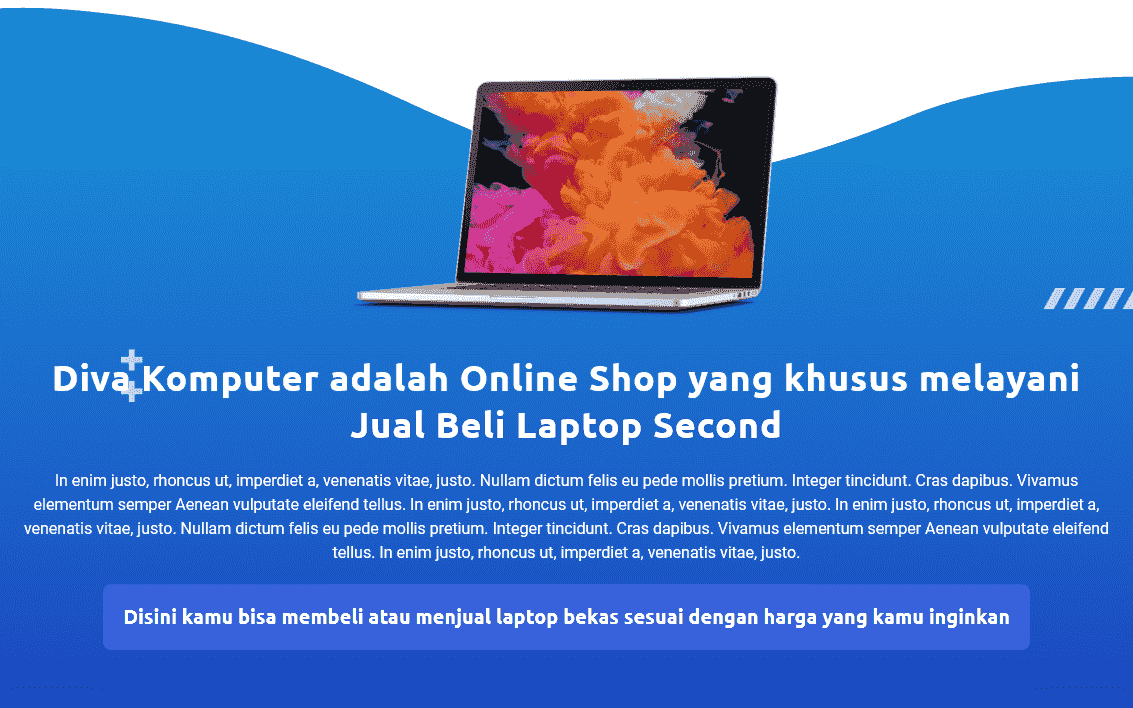 Diva Komputer adalah Online Shop yang khusus melayani
Jual Beli Laptop Second
In enim justo, rhoncus ut, imperdiet a, venenatis vitae, justo. Nullam dictum felis eu pede mollis pretium. Integer tincidunt. Cras dapibus. Vivamus
elementum semper Aenean vulputate eleifend tellus. In enim justo, rhoncus ut, imperdiet a, venenatis vitae, justo. In enim justo, rhoncus ut, imperdiet a,
venenatis vitae, justo. Nullam dictum felis eu pede mollis pretium. Integer tincidunt. Cras dapibus. Vivamus elementum semper Aenean vulputate eleifend
tellus. In enim justo, rhoncus ut, imperdiet a, venenatis vitae, justo.
Disini kamu bisa membeli atau menjual laptop bekas sesuai dengan harga yang kamu inginkan